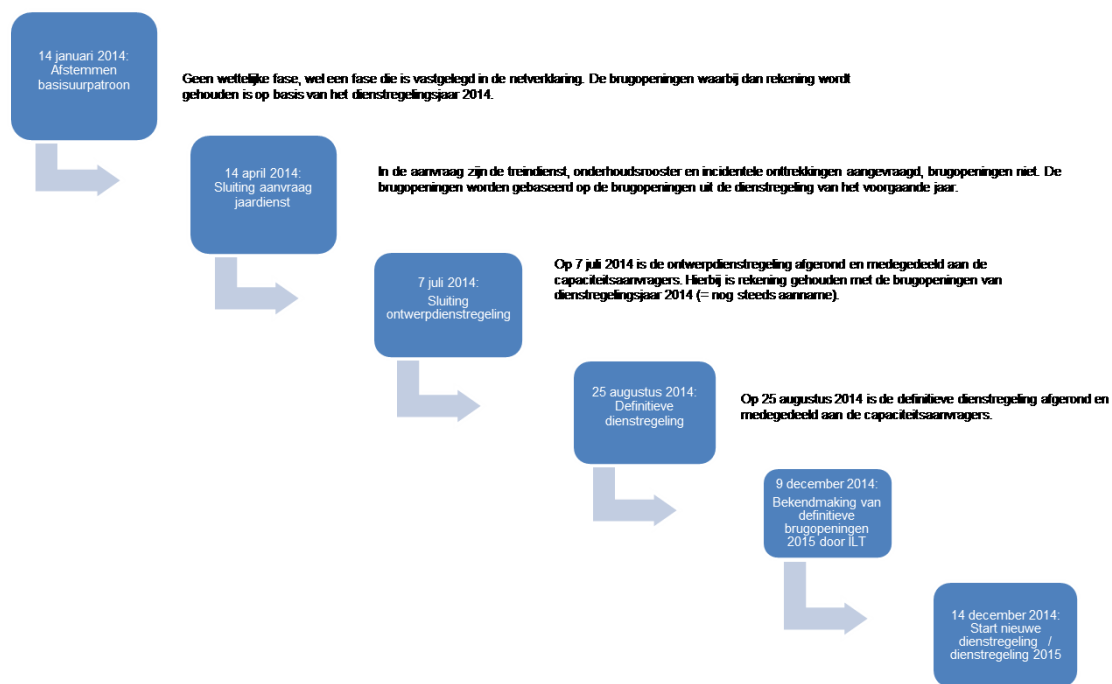 14 januari 2014:
Afstemmen
basisuurpatroon
Geen wettelijke fase, wel een fase die is vastgelegd in de netverklaring. De brugopeningen waarbij dan rekening wordt
gehouden is op basis van het dienstregelingsjaar 2014.
14 april 2014:
Sluiting aanvraag
jaardienst
In de aanvraag zijn de treindienst, onderhoudsrooster en incidentele onttrekkingen aangevraagd, brugopeningen niet. De
brugopeningen worden gebaseerd op de brugopeningen uit de dienstregeling van het voorgaande jaar.
7 juli 2014:
Sluiting
ontwerpdienstregeling
Op 7 juli 2014 is de ontwerpdienstregeling afgerond en medegedeeld aan de
capaciteitsaanvragers. Hierbij is rekening gehouden met de brugopeningen van
dienstregelingsjaar 2014 (= nog steeds aanname).
25 augustus 2014:
Definitieve
dienstregeling
Op 25 augustus 2014 is de definitieve dienstregeling afgerond en
medegedeeld aan de capaciteitsaanvragers.
9 december 2014:
Bekendmaking van
definitieve
brugopeningen
2015 door ILT
14 december 2014:
Start nieuwe
dienstregeling /
dienstregeling 2015